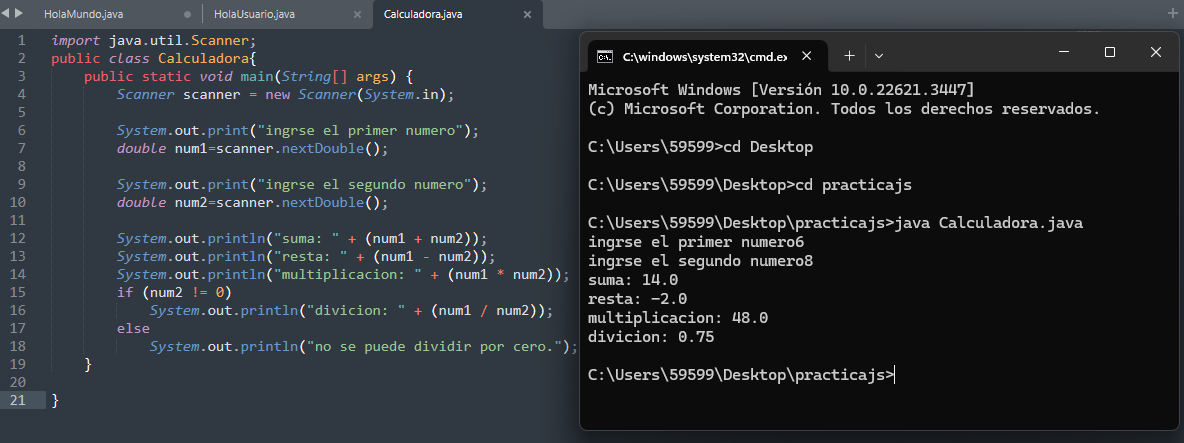 HolaMundo.java
HolaUsuario.java
Calculadora.java
1 import java.util.Scanner;
2 public class Calculadora{
3     public static void main(String[] args) {
4         Scanner scanner = new Scanner(System.in);
5
6         System.out.print("ingrse el primer numero");
7         double num1=scanner.nextDouble();
8
9         System.out.print("ingrse el segundo numero");
10         double num2=scanner.nextDouble();
11
12         System.out.println("suma: " + (num1 + num2));
13         System.out.println("resta: " + (num1 - num2));
14         System.out.println("multiplicacion: " + (num1 * num2));
15         if (num2 != 0)
16             System.out.println("divicion: " + (num1 / num2));
17         else
18             System.out.println("no se puede dividir por cero.");
19     }
20
21 }
C:\windows\system32\cmd.ex
Microsoft Windows [Versión 10.0.22621.3447]
(c) Microsoft Corporation. Todos los derechos reservados.
C:\Users\59599>cd Desktop
C:\Users\59599\Desktop>cd practicajs
C:\Users\59599\Desktop\practicajs>java Calculadora.java
ingrse el primer numero6
ingrse el segundo numero8
suma: 14.0
resta: -2.0
multiplicacion: 48.0
divicion: 0.75
C:\Users\59599\Desktop\practicajs>